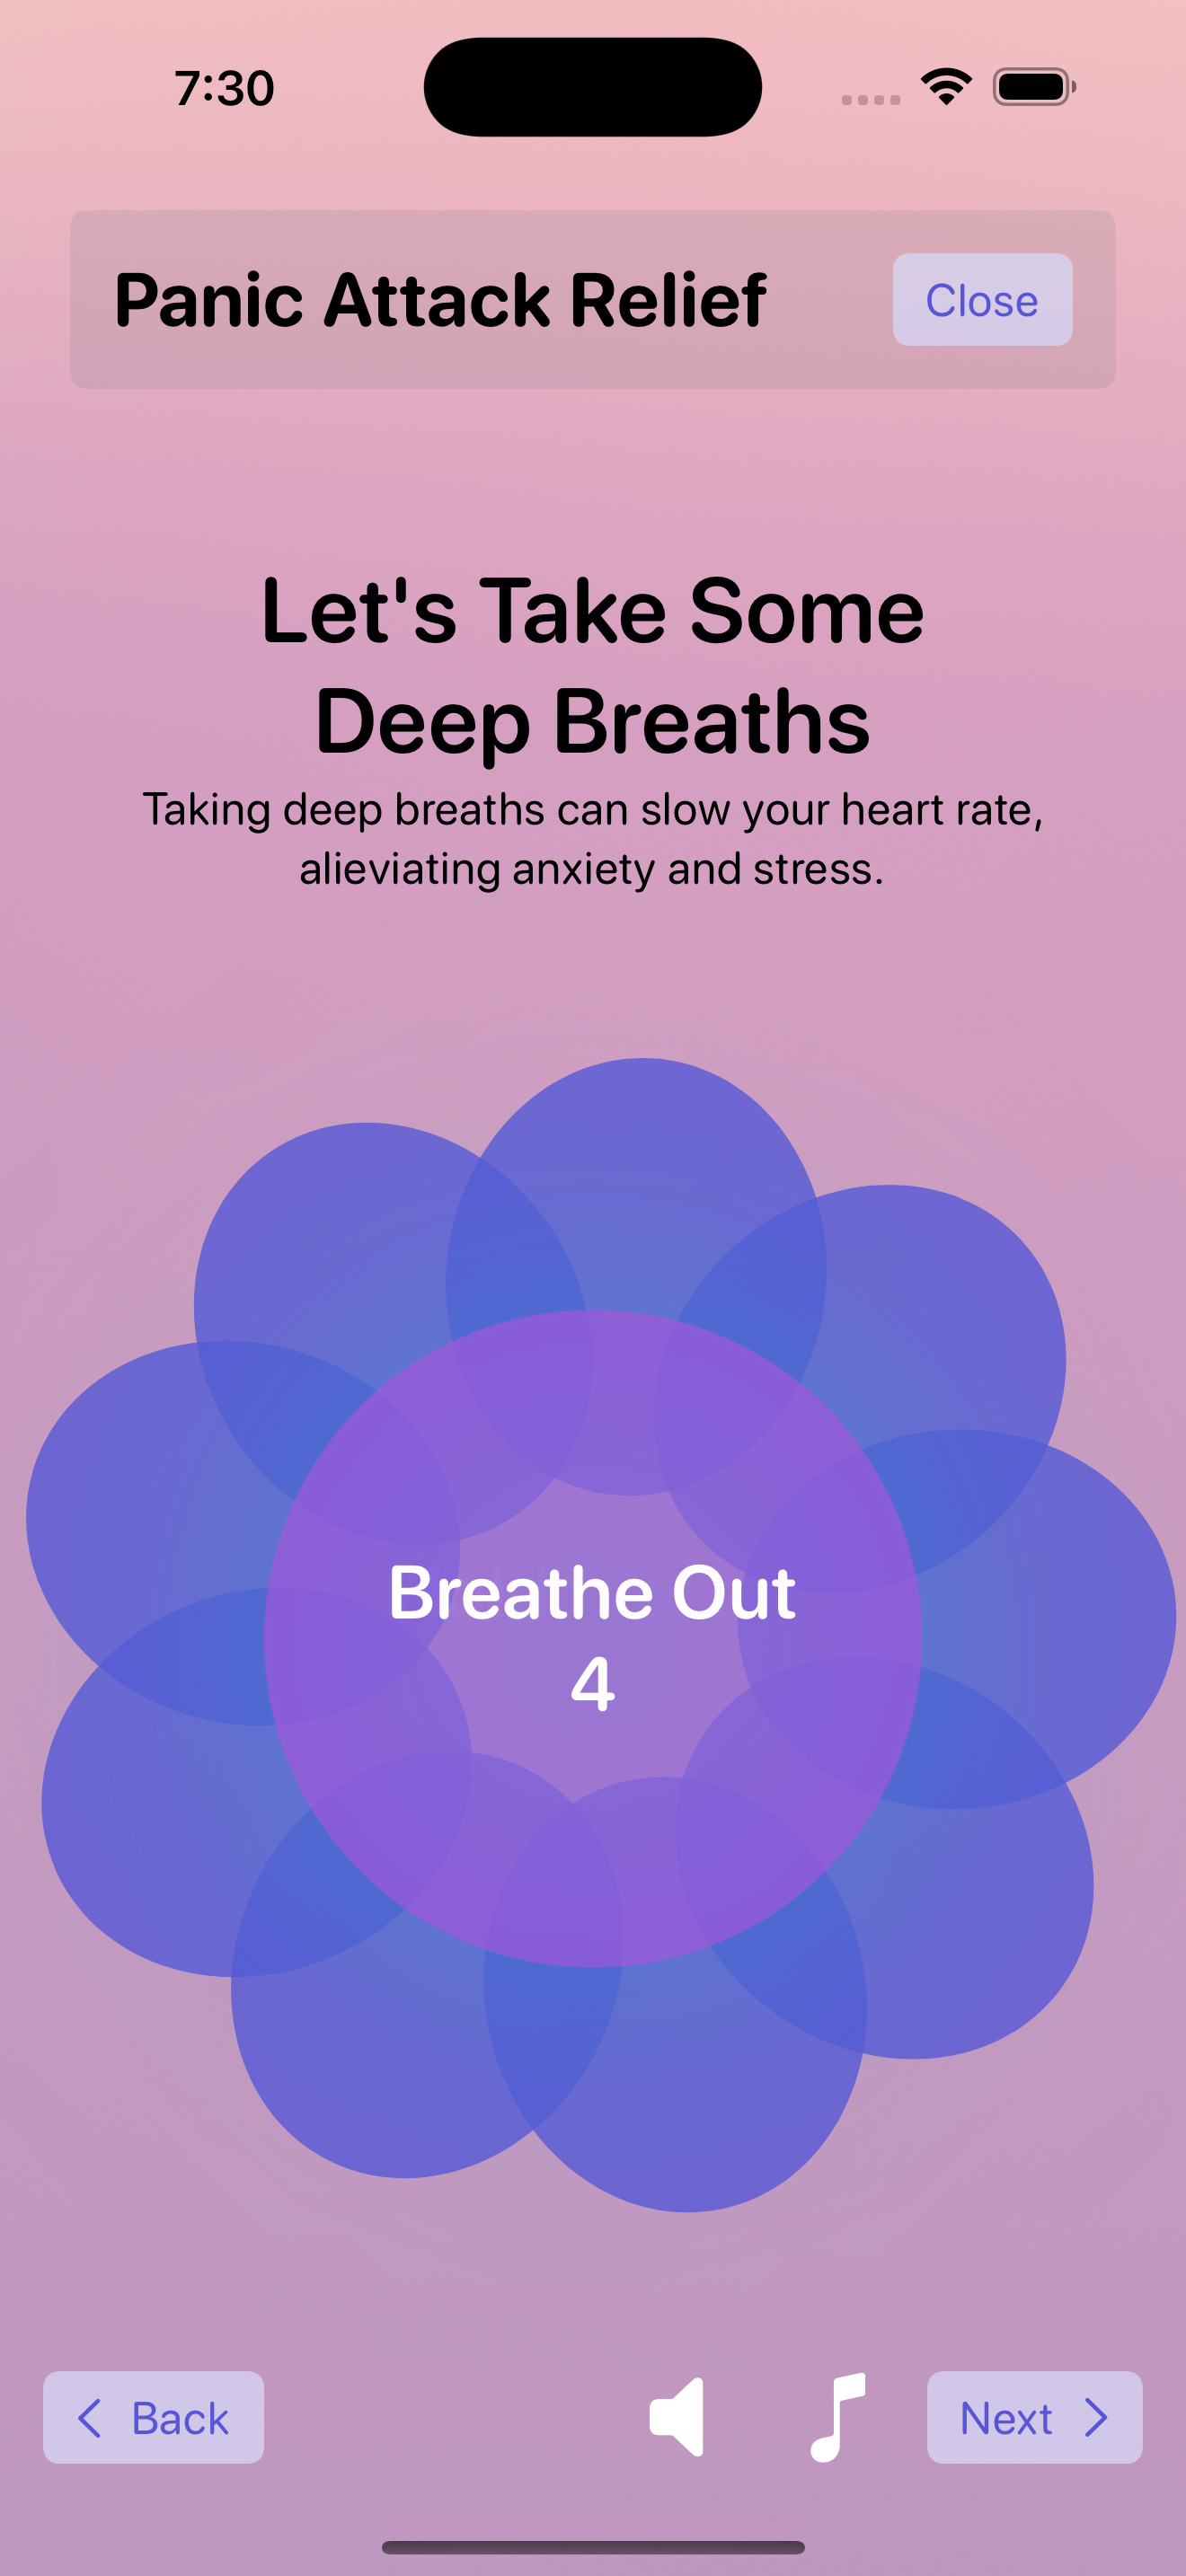 7:30
Panic Attack Relief
Close
Let's Take Some
Deep Breaths
Taking deep breaths can slow your heart rate,
alieviating anxiety and stress.
Breathe Out
4
Back
Next